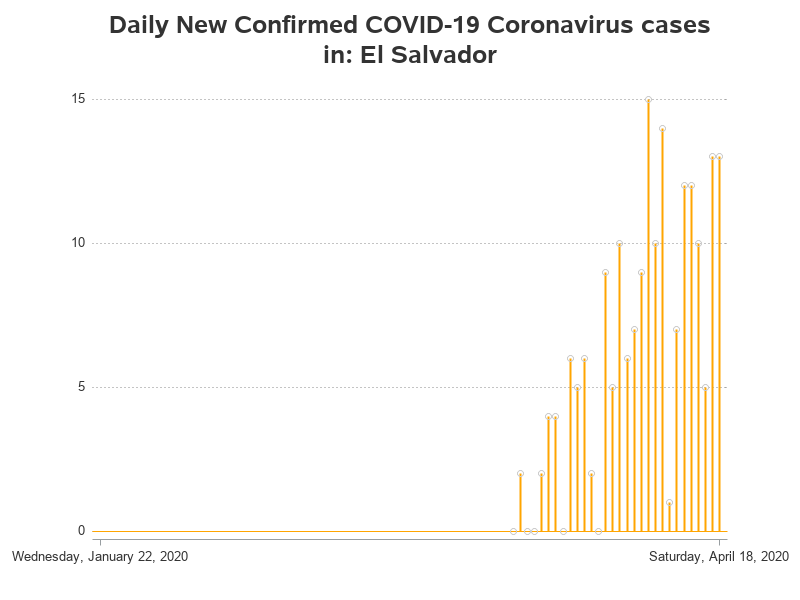 Daily New Confirmed COVID-19 Coronavirus cases
in: El Salvador
15
10
5
0
Wednesday, January 22, 2020
Saturday, April 18, 2020